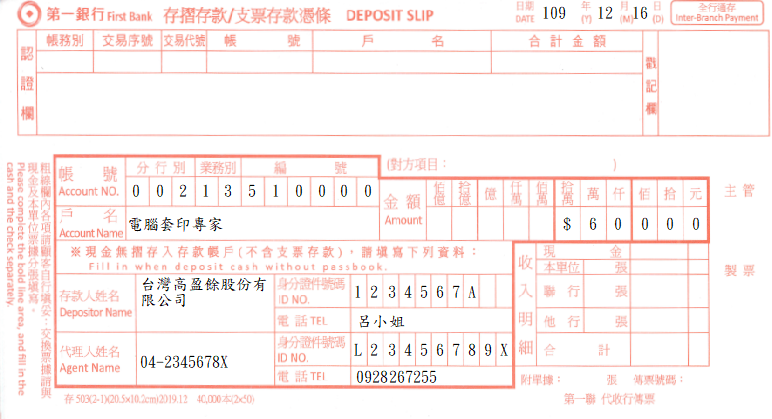 第一銀行 First Bank 存摺存款/支票存款憑條 DEPOSIT SLIP 日期 DATE 109 年(Y) 12 月(M) 16 日(D) 全行通存 Inter-Branch Payment
認證欄 帳務別 交易序號 交易代號 帳 號 戶 名 合計金額 戳記欄
粗線欄內各項請顧客自行填妥:交換票據請與現金及本單位票據分張填寫。
Please complete the bold line area, and fill in the cash and the check separately.
帳 號 Account NO. 分行別 業務別 編 號
0 0 2 1 3 5 1 0 0 0 0
(對方項目: )
戶 名 Account Name 電腦套印專家
金額 Amount 佰億 拾億 億 仟萬 佰萬 拾萬 萬 仟 佰 拾 元
$ 6 0 0 0 0
主管
製票
※現金無摺存入存款帳戶(不含支票存款),請填寫下列資料:
Fill in when deposit cash without passbook.
存款人姓名 Depositor Name 台灣高盈餘股份有限公司
身分證件號碼 ID NO. 1 2 3 4 5 6 7 A
電話 TEL 呂小姐
代理人姓名 Agent Name 04-2345678X
身分證件號碼 ID NO. L 2 3 4 5 6 7 8 9 X
電話 TEL 0928267255
收入明細
現 金
本單位 張
聯行 張
他行 張
合 計
附單據: 張 傳票號碼:
存 503(2-1)(20.5×10.2cm)2019.12 40,000本(2×50)
第一聯 代收行傳票